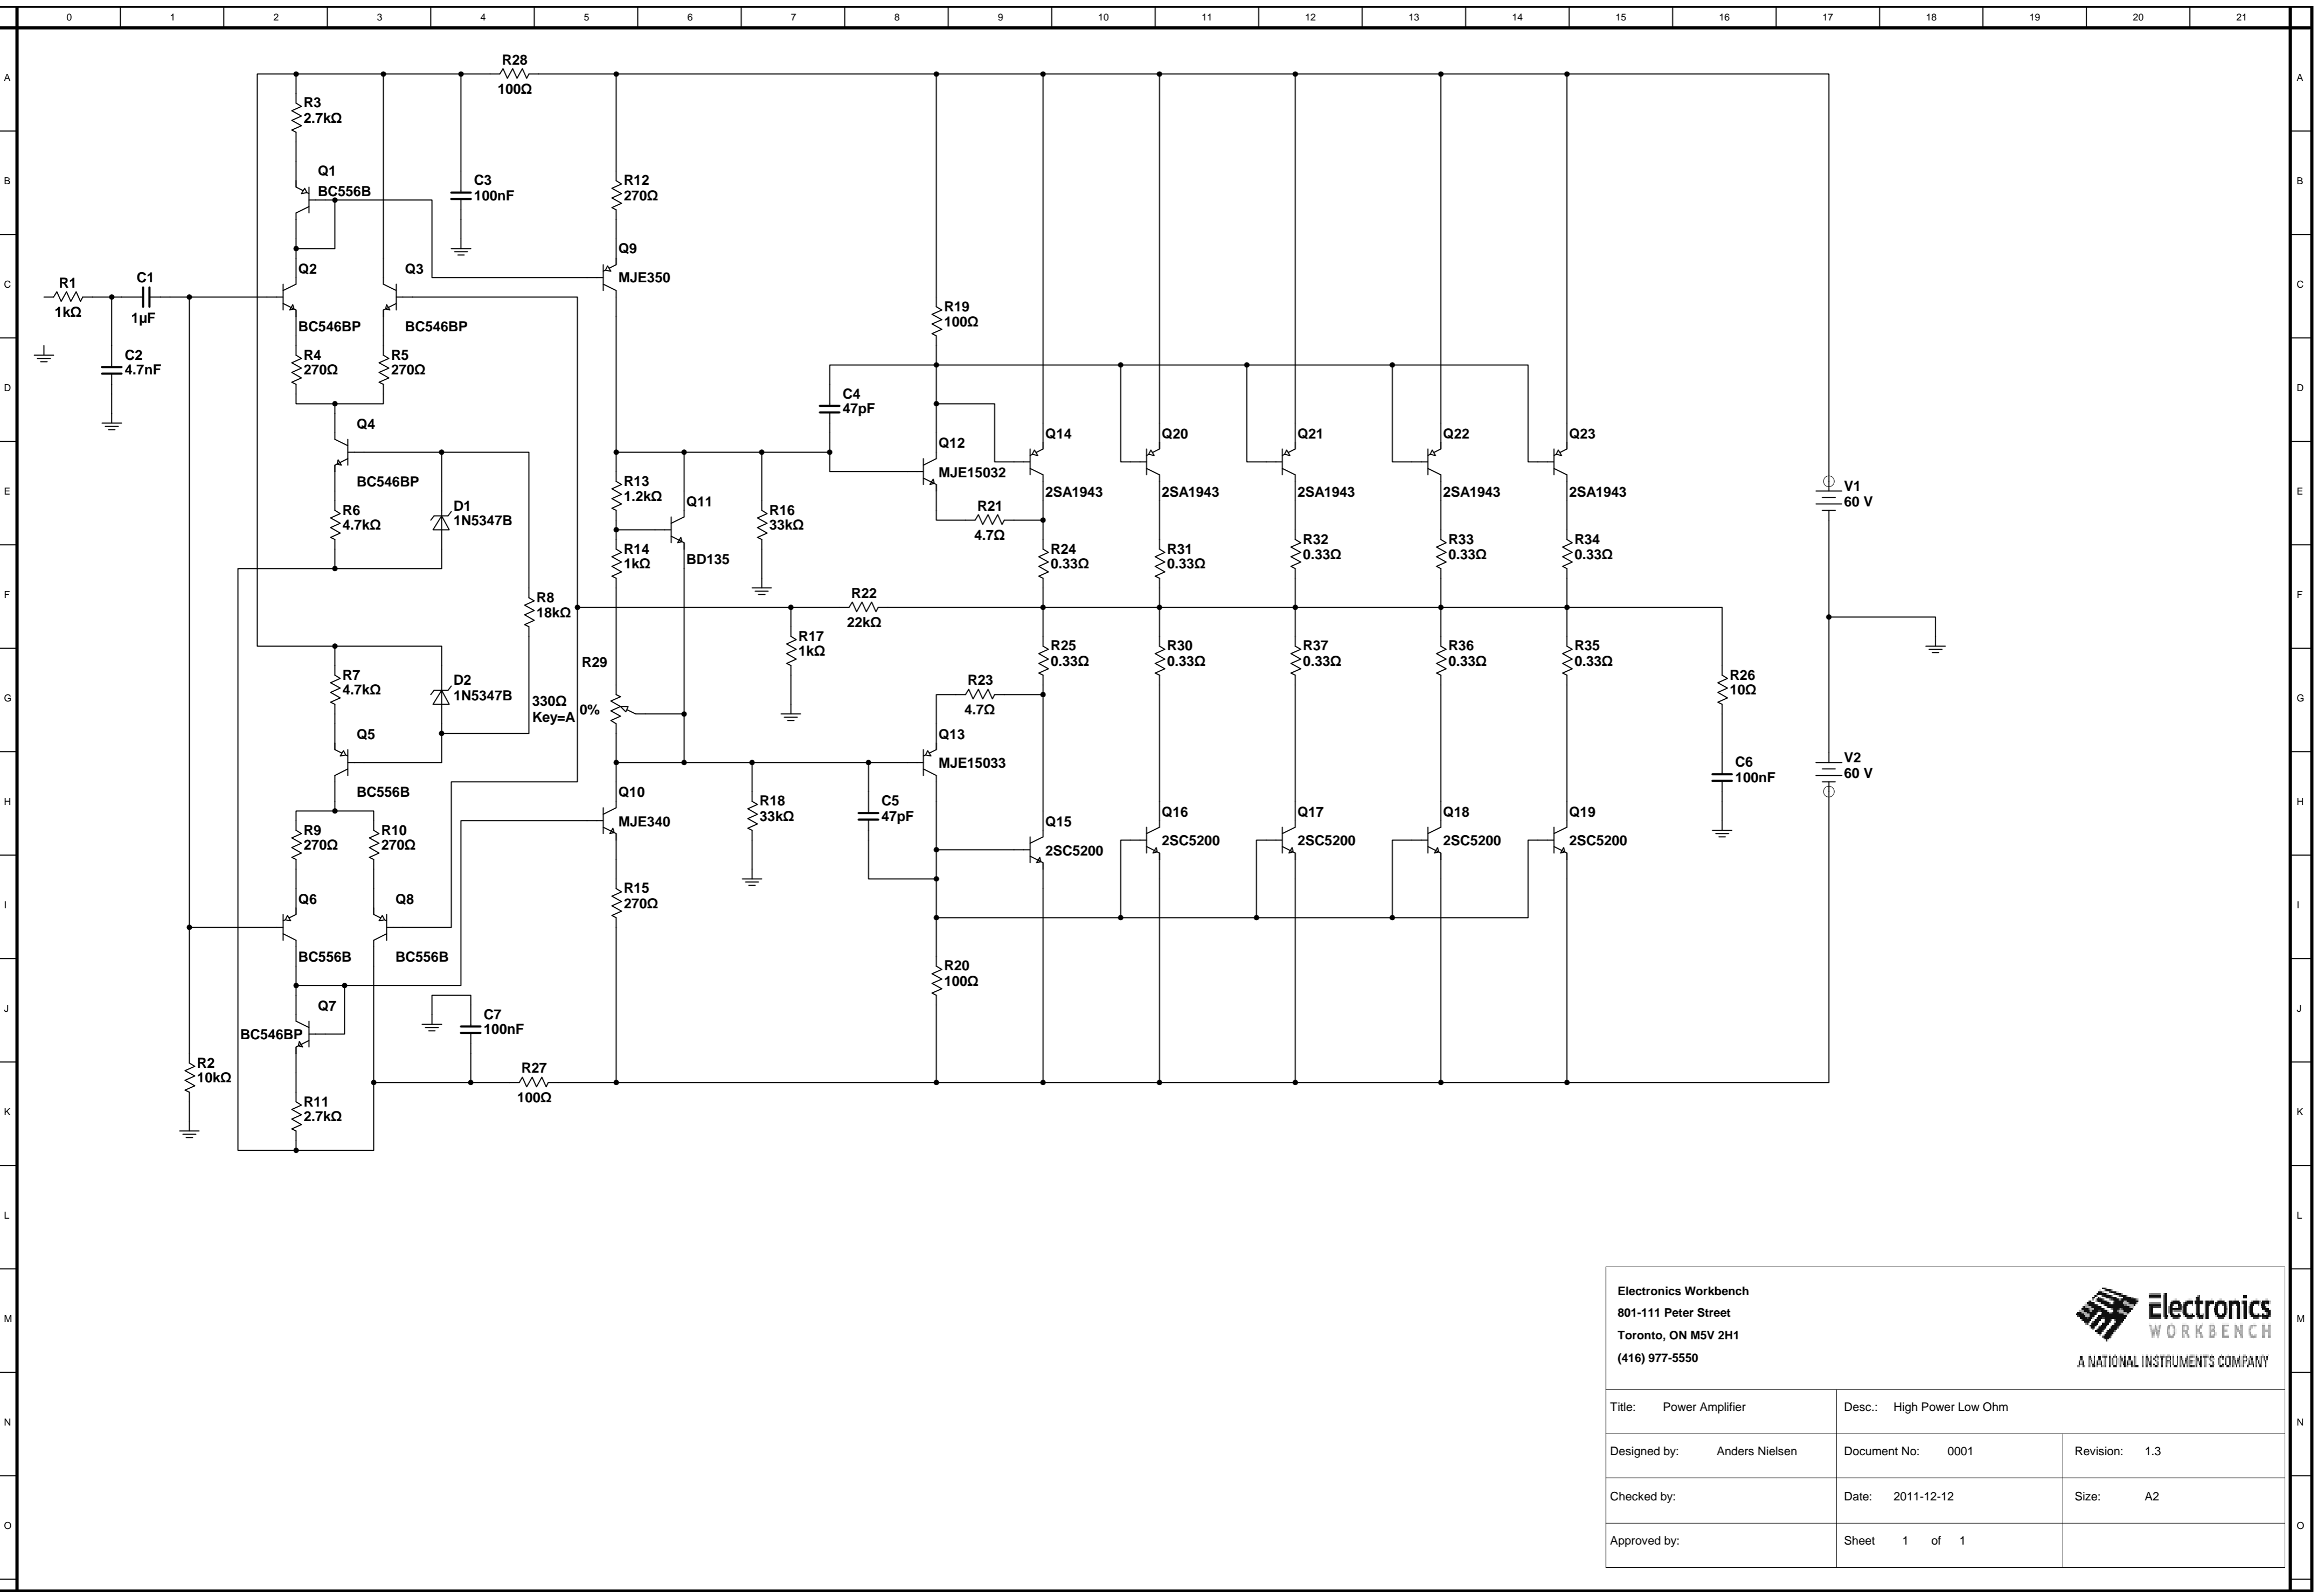 0 1 2 3 4 5 6 7 8 9 10 11 12 13 14 15 16 17 18 19 20 21
A A
R28
100Ω
R3
2.7kΩ
Q1
BC556B
B B
C3
100nF
R12
270Ω
Q9
MJE350
C C
R1
1kΩ
C1
1µF
Q2
BC546BP
Q3
BC546BP
R19
100Ω
C2
4.7nF
R4
270Ω
R5
270Ω
D D
C4
47pF
Q4
BC546BP
Q12
MJE15032
Q14
2SA1943
Q20
2SA1943
Q21
2SA1943
Q22
2SA1943
Q23
2SA1943
E E
R6
4.7kΩ
D1
1N5347B
R13
1.2kΩ
Q11
BD135
R16
33kΩ
R21
4.7Ω
V1
60 V
R14
1kΩ
R24
0.33Ω
R31
0.33Ω
R32
0.33Ω
R33
0.33Ω
R34
0.33Ω
F F
R8
18kΩ
R22
22kΩ
R17
1kΩ
R25
0.33Ω
R30
0.33Ω
R37
0.33Ω
R36
0.33Ω
R35
0.33Ω
R7
4.7kΩ
D2
1N5347B
R29
330Ω
Key=A
0%
R23
4.7Ω
R26
10Ω
G G
Q5
BC556B
Q13
MJE15033
C6
100nF
V2
60 V
H H
R9
270Ω
R10
270Ω
Q10
MJE340
R18
33kΩ
C5
47pF
Q15
2SC5200
Q16
2SC5200
Q17
2SC5200
Q18
2SC5200
Q19
2SC5200
I I
Q6
BC556B
Q8
BC556B
R15
270Ω
R20
100Ω
J J
Q7
BC546BP
C7
100nF
R2
10kΩ
R27
100Ω
K K
R11
2.7kΩ
L L
M M
Electronics Workbench
801-111 Peter Street
Toronto, ON M5V 2H1
(416) 977-5550
Electronics
WORKBENCH
A NATIONAL INSTRUMENTS COMPANY
N N
Title: Power Amplifier
Desc.: High Power Low Ohm
Designed by: Anders Nielsen
Document No: 0001
Revision: 1.3
Checked by:
Date: 2011-12-12
Size: A2
O O
Approved by:
Sheet 1 of 1